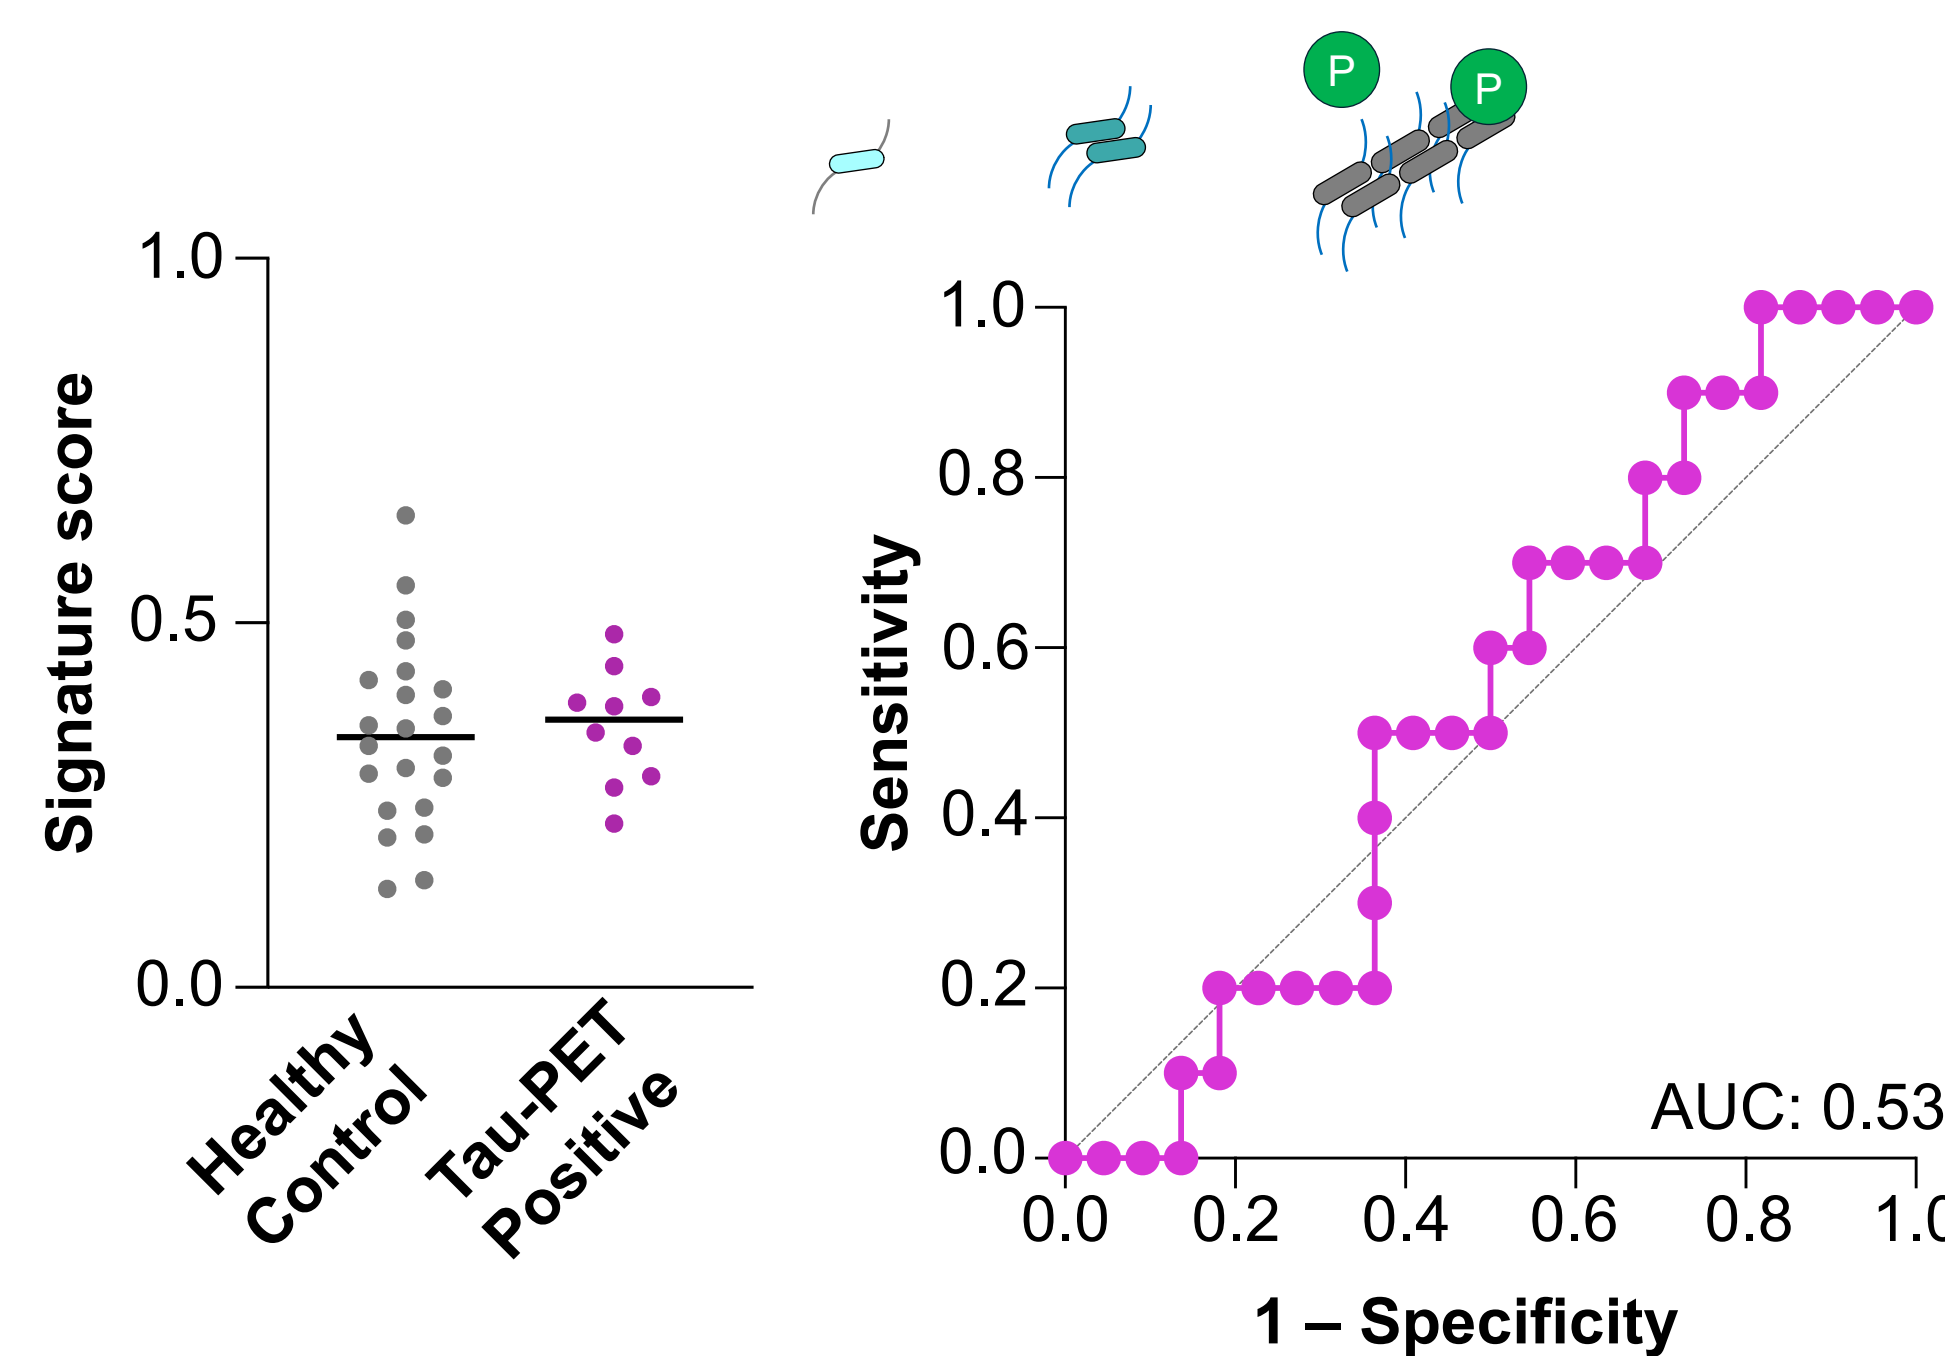 P
P
1.0
0.5
0.0
Signature score
Healthy
Control
Tau-PET
Positive
1.0
0.8
0.6
0.4
0.2
0.0
Sensitivity
AUC: 0.53
0.0 0.2 0.4 0.6 0.8 1.0
1 – Specificity